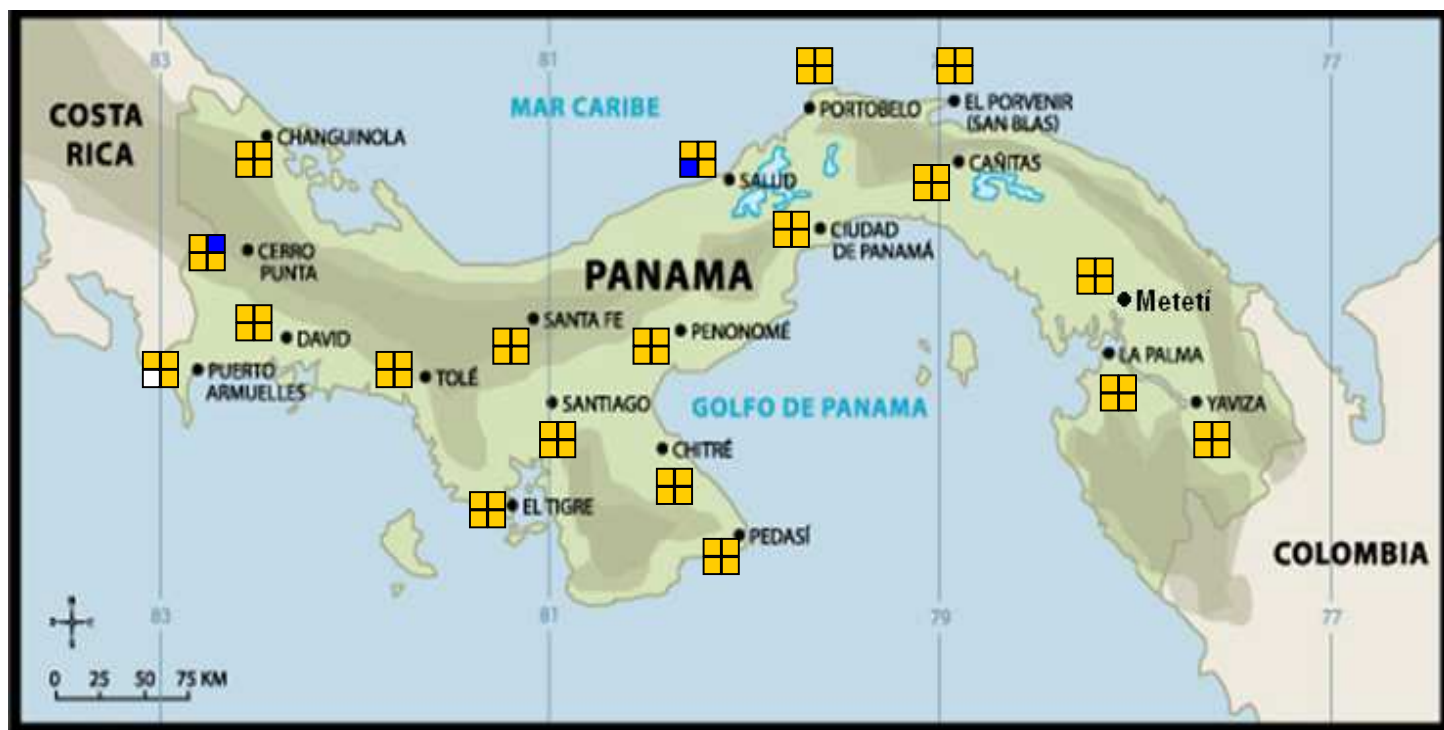 83
81
77
COSTA
RICA
MAR CARIBE
PORTOBELO
EL PORVENIR
(SAN BLAS)
CHANGUINOLA
CAÑITAS
SALUD
CERRO
PUNTA
CIUDAD
DE PANAMÁ
PANAMA
Metetí
SANTA FE
PENONOMÉ
DAVID
LA PALMA
PUERTO
ARMUELLES
TOLÉ
SANTIAGO
GOLFO DE PANAMA
YAVIZA
CHITRÉ
EL TIGRE
PEDASÍ
COLOMBIA
83
81
79
77
0 25 50 75 KM